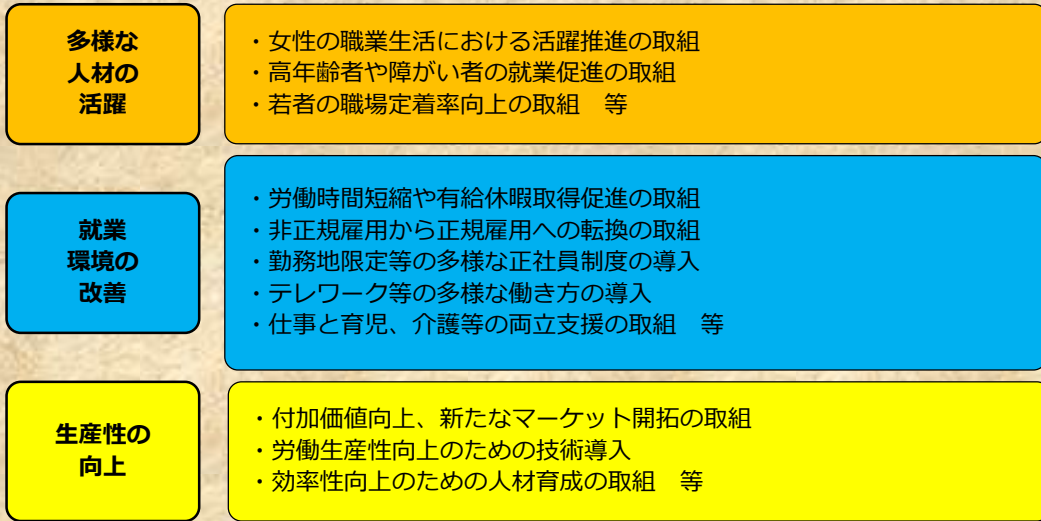 多様な
人材の
活躍
・女性の職業生活における活躍推進の取組
・高年齢者や障がい者の就業促進の取組
・若者の職場定着率向上の取組　等
就業
環境の
改善
・労働時間短縮や有給休暇取得促進の取組
・非正規雇用から正規雇用への転換の取組
・勤務地限定等の多様な正社員制度の導入
・テレワーク等の多様な働き方の導入
・仕事と育児、介護等の両立支援の取組　等
生産性の
向上
・付加価値向上、新たなマーケット開拓の取組
・労働生産性向上のための技術導入
・効率性向上のための人材育成の取組　等